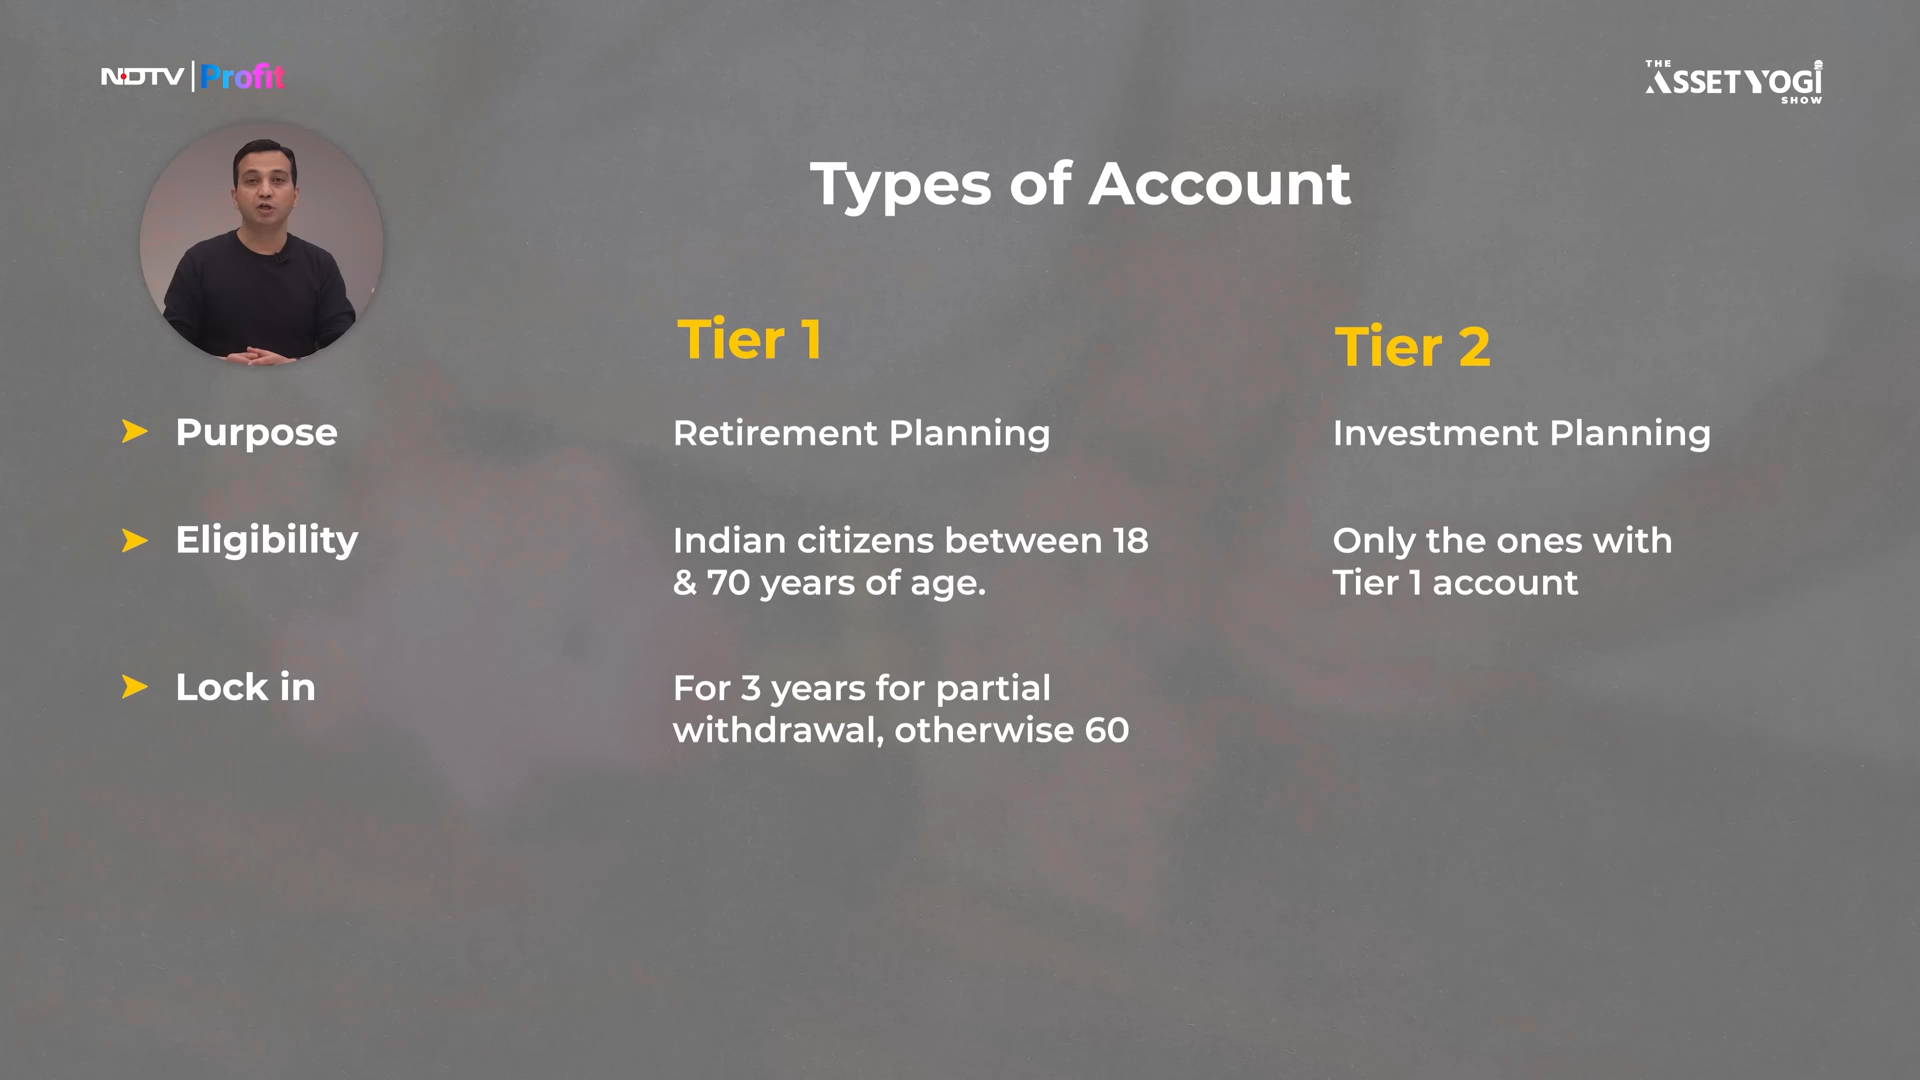 NDTV | Profit
THE
ASSET YOGI
SHOW
Types of Account
Tier 1
Tier 2
Purpose
Retirement Planning
Investment Planning
Eligibility
Indian citizens between 18
& 70 years of age.
Only the ones with
Tier 1 account
Lock in
For 3 years for partial
withdrawal, otherwise 60